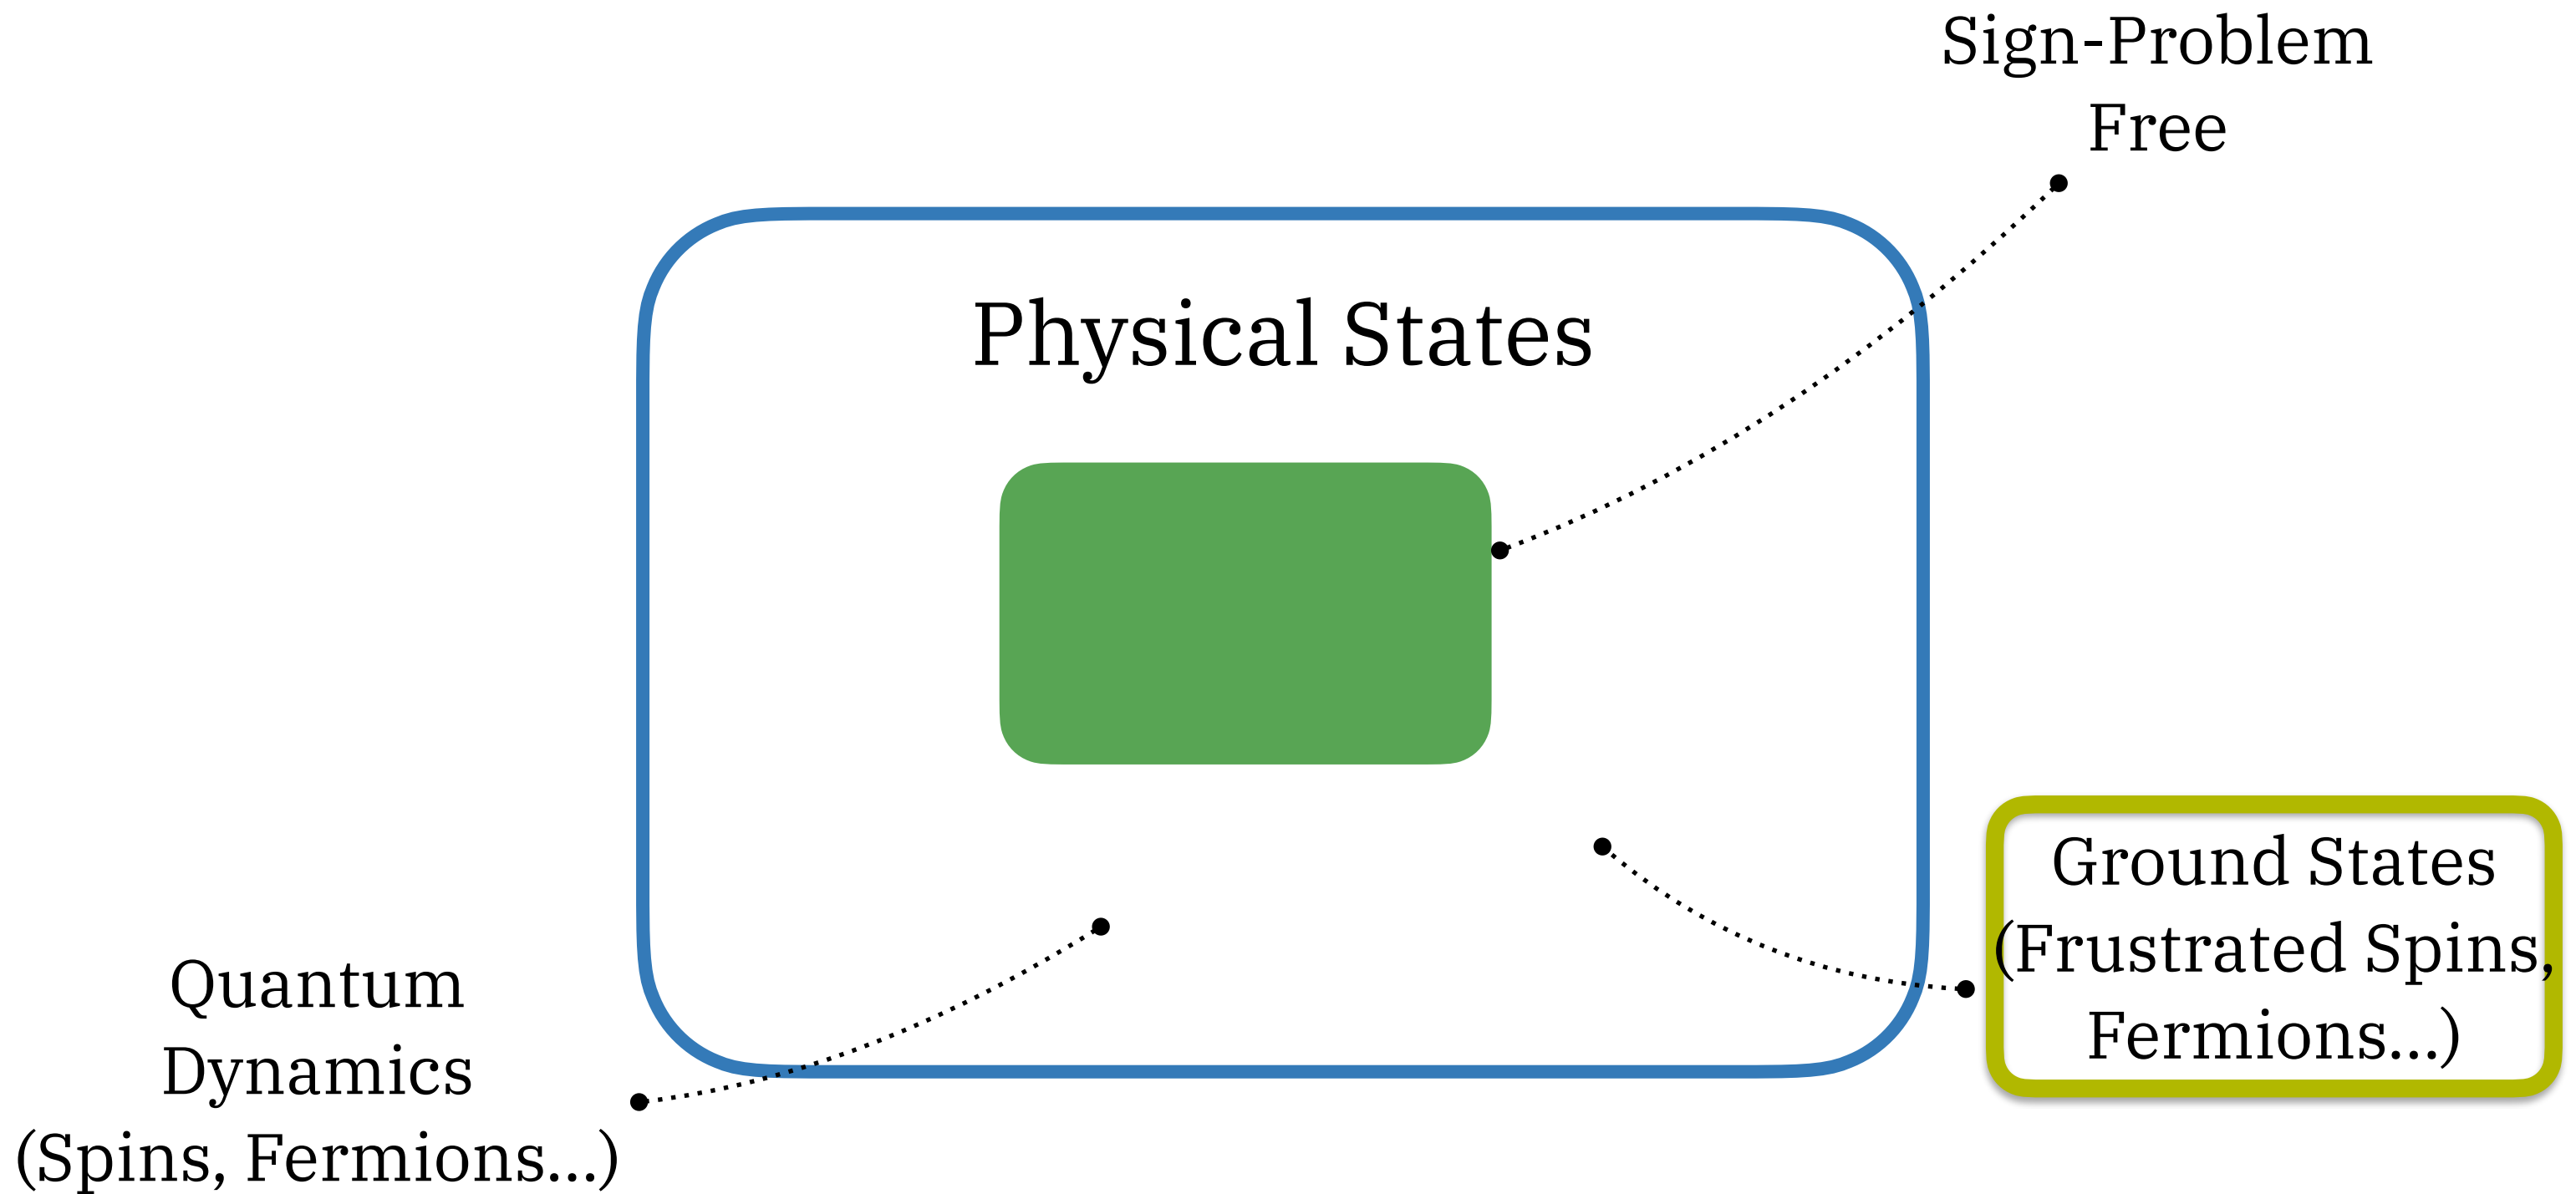 Sign-Problem
Free
Physical States
Ground States
(Frustrated Spins,
Fermions...)
Quantum
Dynamics
(Spins, Fermions...)